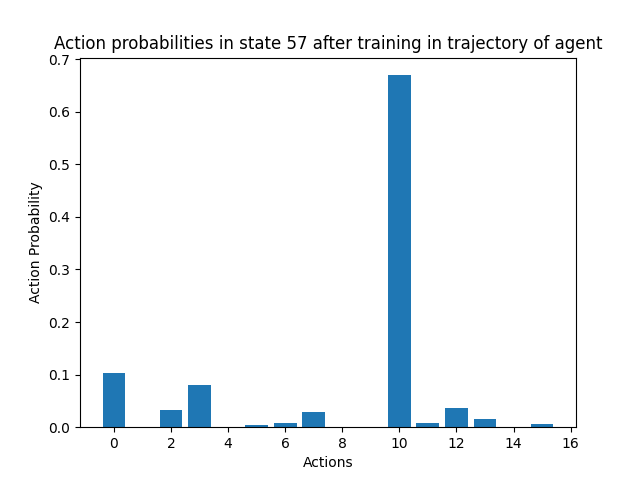 Action probabilities in state 57 after training in trajectory of agent
0.7
0.6
0.5
0.4
0.3
0.2
0.1
0.0
Action Probability
0 2 4 6 8 10 12 14 16
Actions